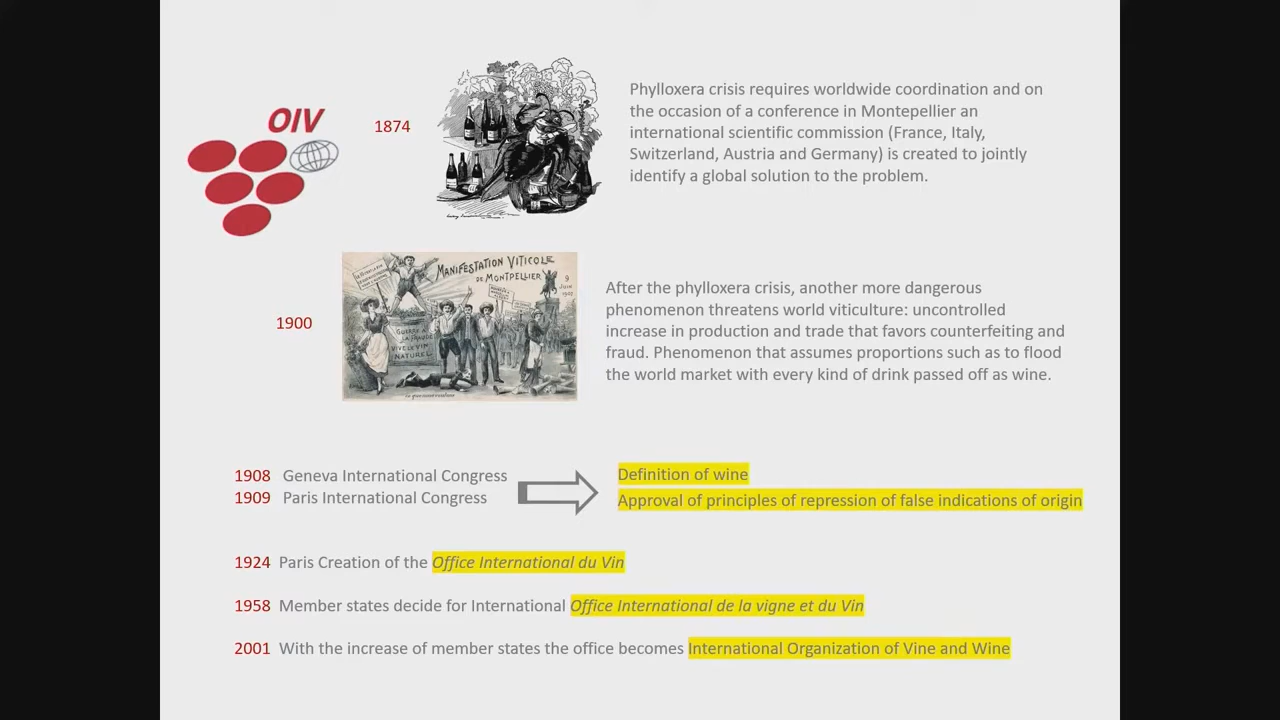 OIV
1874
Phylloxera crisis requires worldwide coordination and on
the occasion of a conference in Montepellier an
international scientific commission (France, Italy,
Switzerland, Austria and Germany) is created to jointly
identify a global solution to the problem.
1900
MANIFESTATION VITICOLE
DE MONTPELLIER
9
JUIN
1907
GUERRE A
LA FRAUDE
VIVE LE VIN
NATUREL
After the phylloxera crisis, another more dangerous
phenomenon threatens world viticulture: uncontrolled
increase in production and trade that favors counterfeiting and
fraud. Phenomenon that assumes proportions such as to flood
the world market with every kind of drink passed off as wine.
1908 Geneva International Congress
1909 Paris International Congress
Definition of wine
Approval of principles of repression of false indications of origin
1924 Paris Creation of the Office International du Vin
1958 Member states decide for International Office International de la vigne et du Vin
2001 With the increase of member states the office becomes International Organization of Vine and Wine